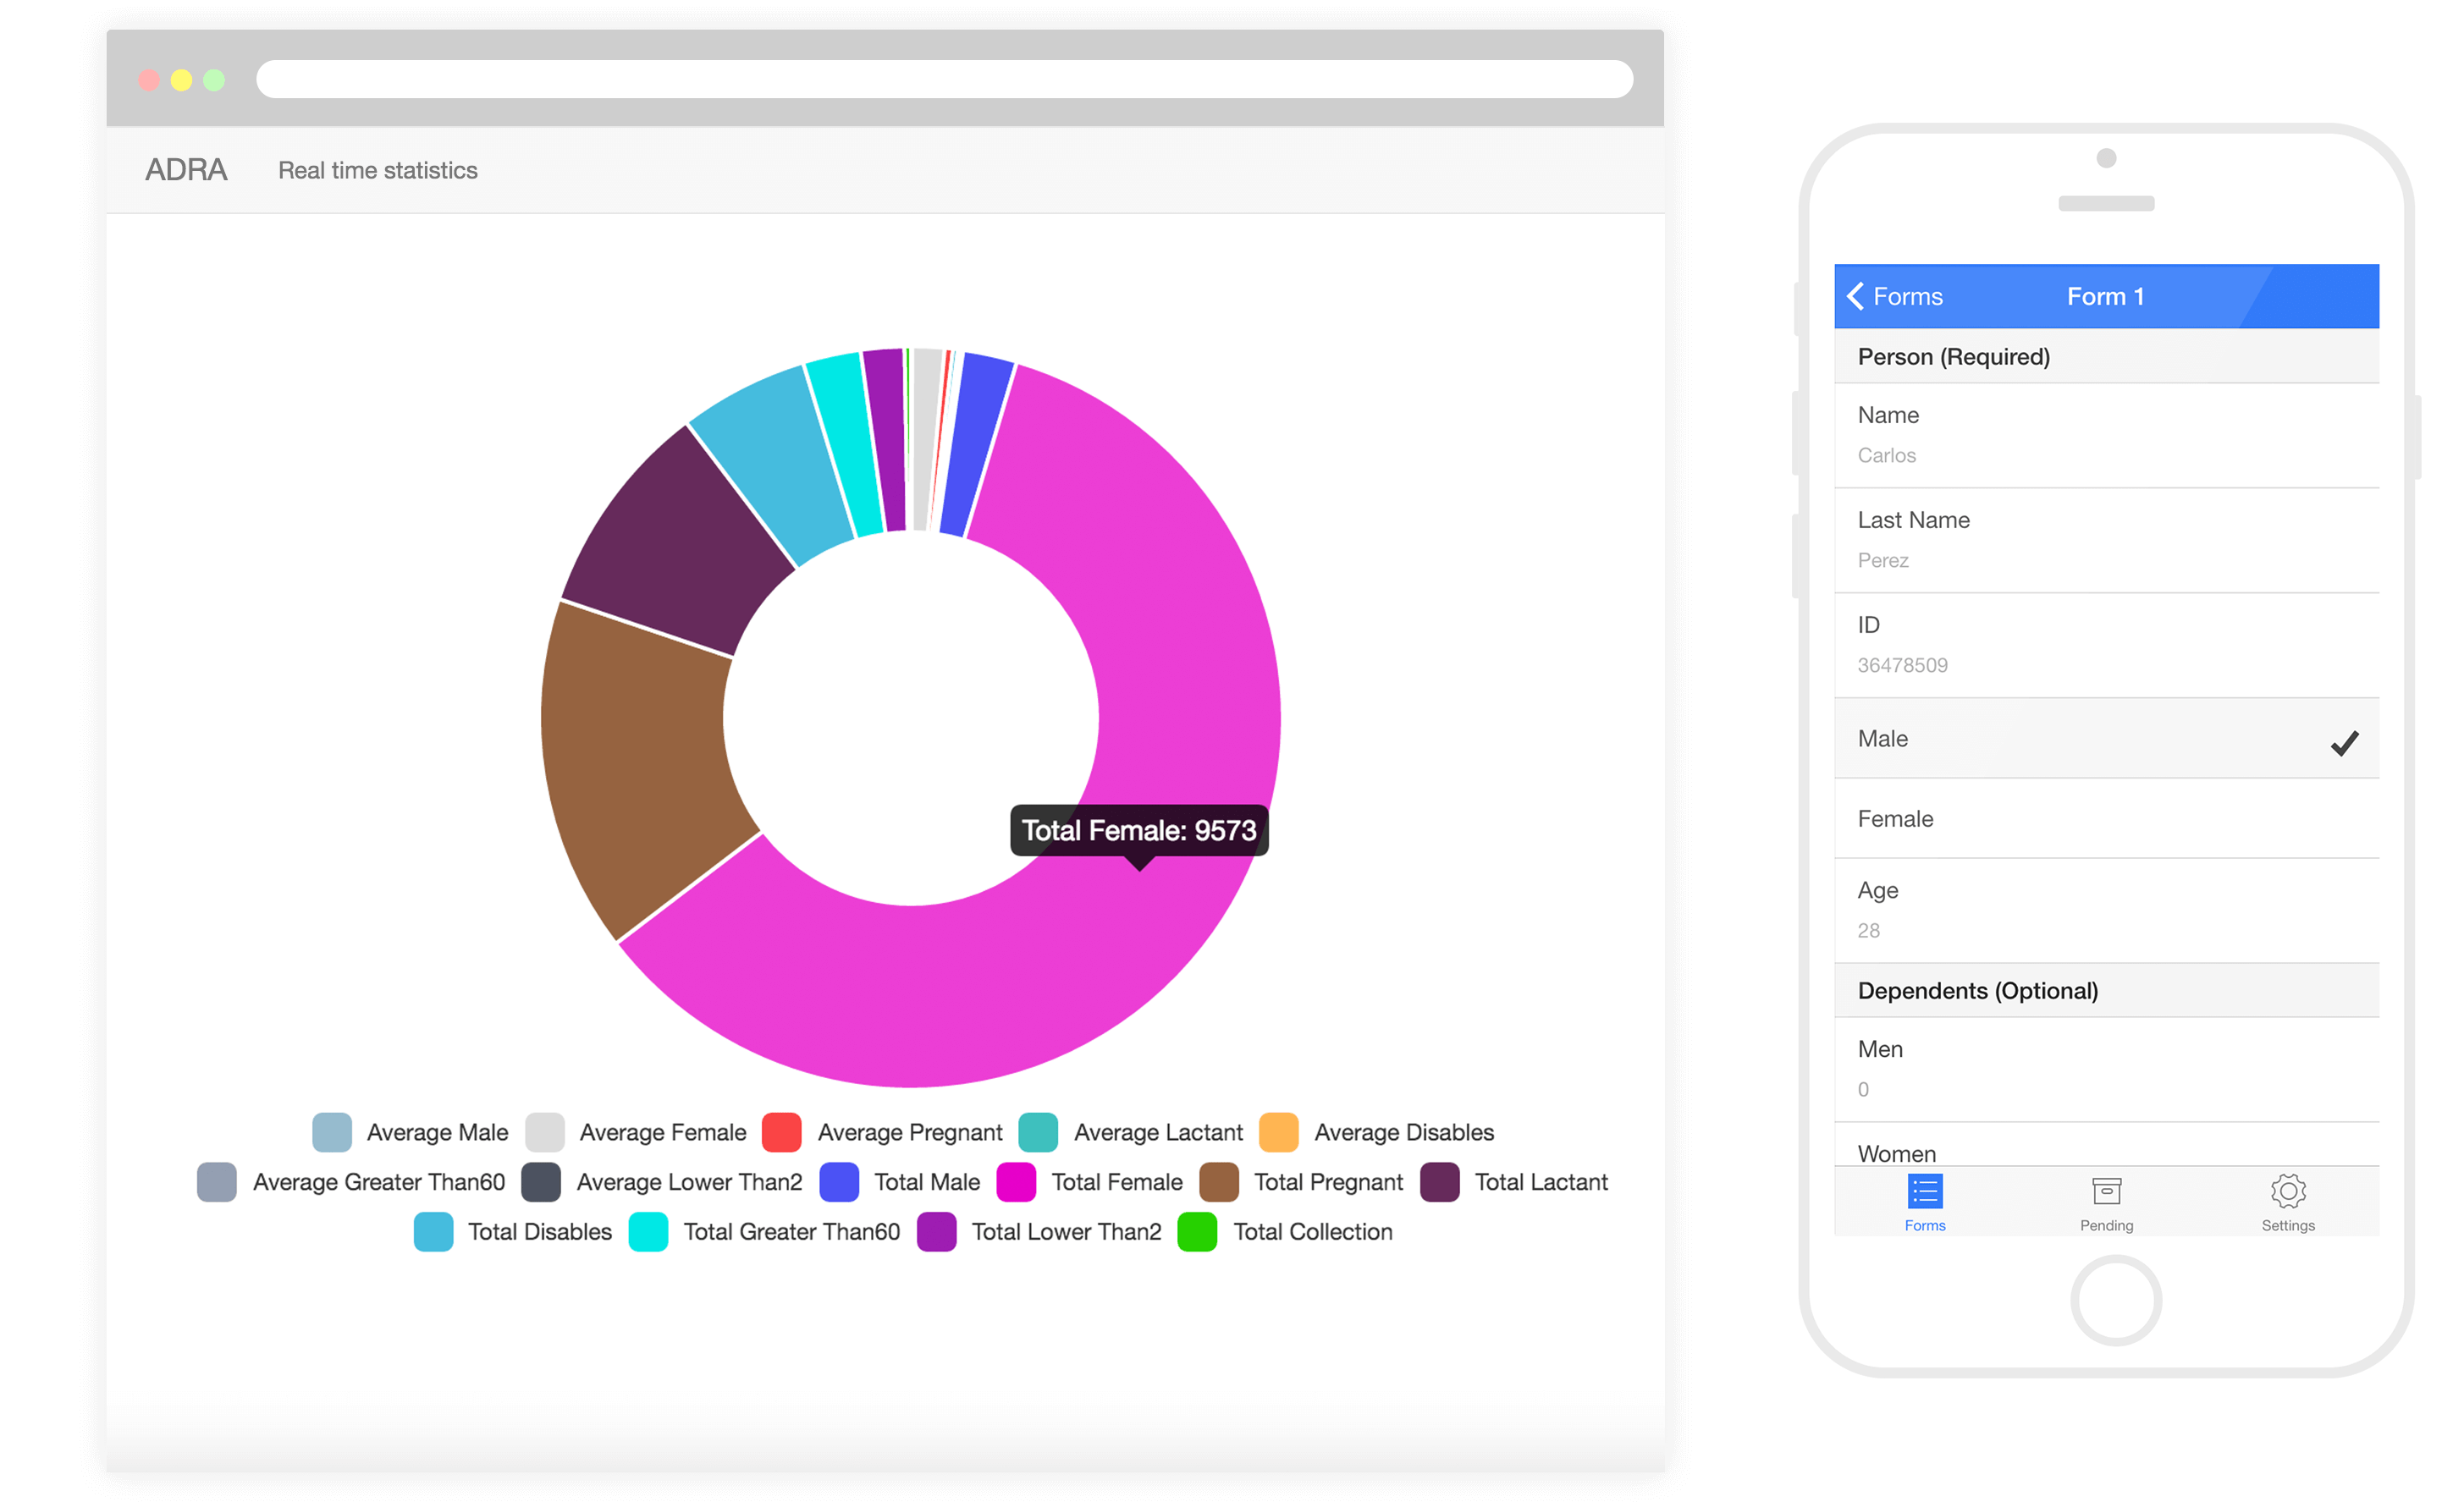 ADRA Real time statistics
Total Female: 9573
Average Male Average Female Average Pregnant Average Lactant Average Disables
Average Greater Than60 Average Lower Than2 Total Male Total Female Total Pregnant Total Lactant
Total Disables Total Greater Than60 Total Lower Than2 Total Collection
Forms Form 1
Person (Required)
Name
Carlos
Last Name
Perez
ID
36478509
Male
Female
Age
28
Dependents (Optional)
Men
0
Women
Forms Pending Settings